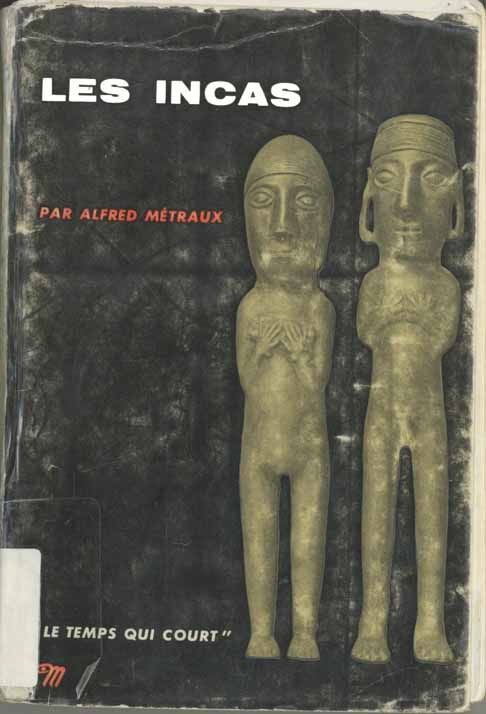 LES INCAS
PAR ALFRED MÉTRAUX
LE TEMPS QUI COURT"
M